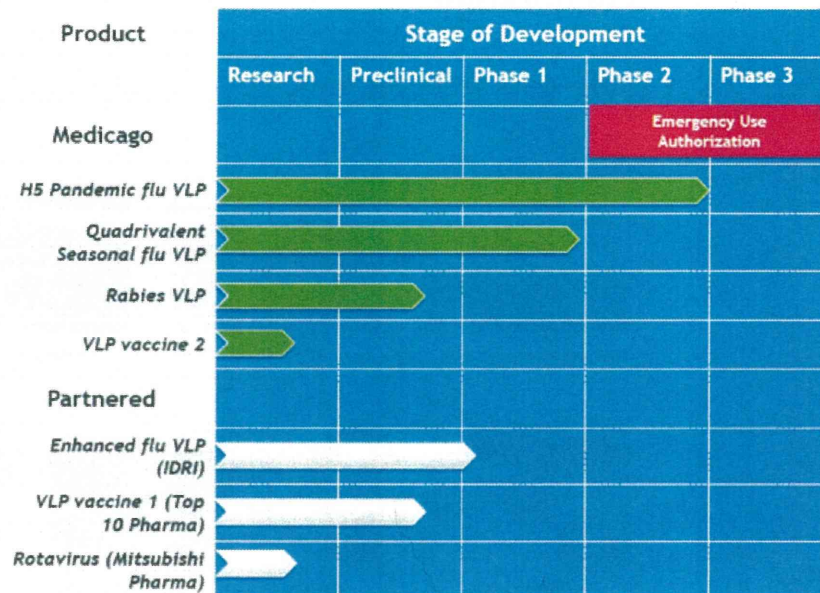 Product
Stage of Development
Research
Preclinical
Phase 1
Phase 2
Phase 3
Medicago
Emergency Use
Authorization
H5 Pandemic flu VLP
Quadrivalent
Seasonal flu VLP
Rabies VLP
VLP vaccine 2
Partnered
Enhanced flu VLP
(IDRI)
VLP vaccine 1 (Top
10 Pharma)
Rotavirus (Mitsubishi
Pharma)